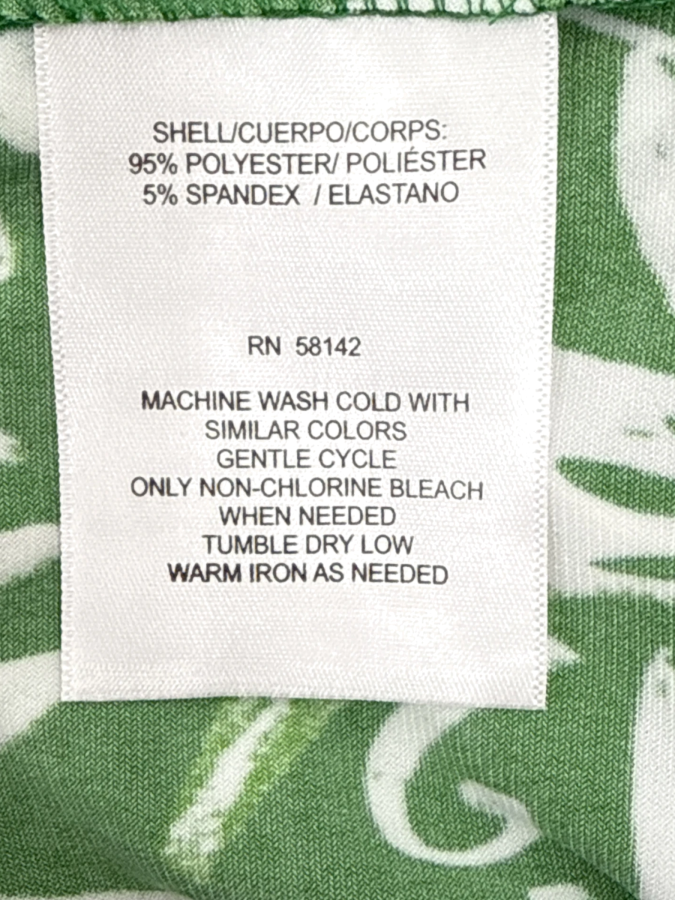 SHELL/CUERPO/CORPS:
95% POLYESTER/ POLIÉSTER
5% SPANDEX / ELASTANO
RN 58142
MACHINE WASH COLD WITH
SIMILAR COLORS
GENTLE CYCLE
ONLY NON-CHLORINE BLEACH
WHEN NEEDED
TUMBLE DRY LOW
WARM IRON AS NEEDED